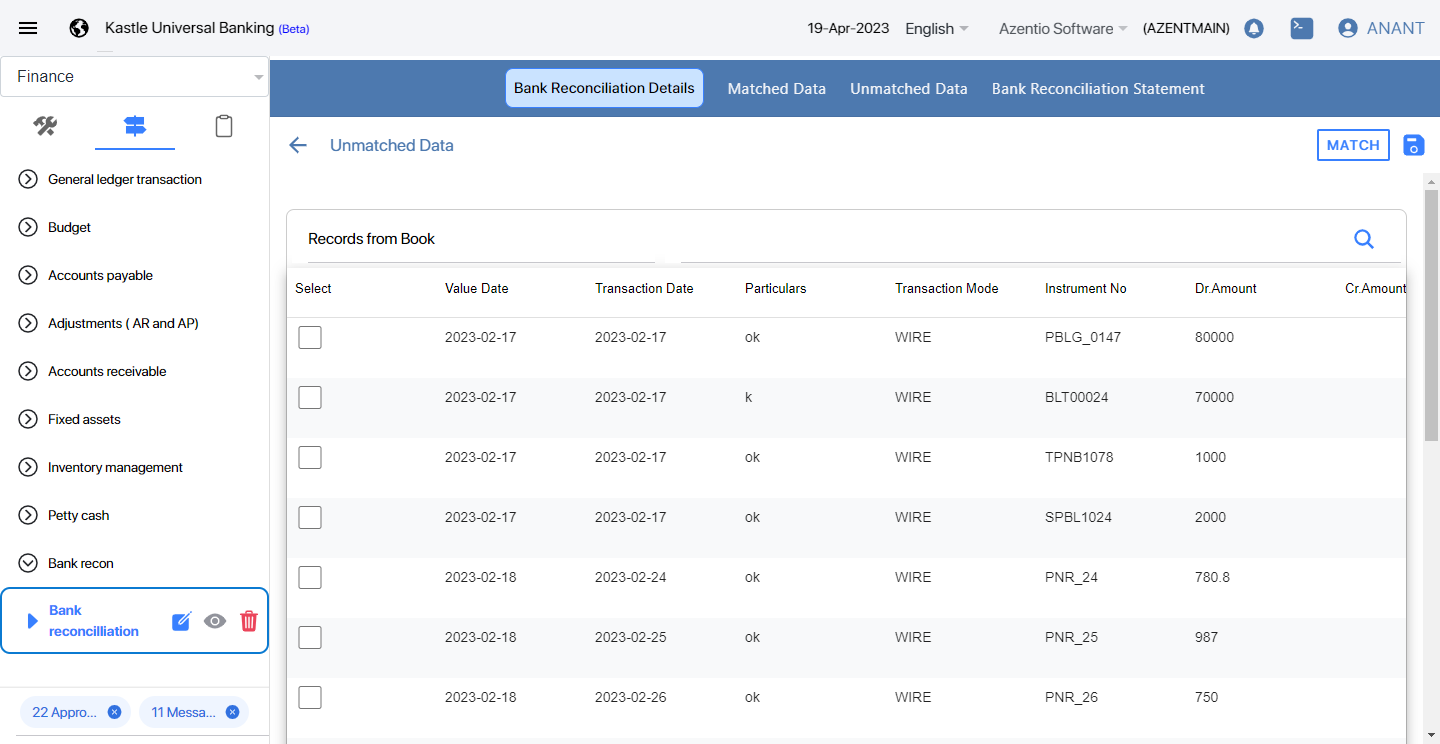 Kastle Universal Banking (Beta)
19-Apr-2023 English Azentio Software (AZENTMAIN) ANANT
Finance
Bank Reconciliation Details Matched Data Unmatched Data Bank Reconciliation Statement
Unmatched Data MATCH
General ledger transaction
Budget
Accounts payable
Adjustments ( AR and AP)
Accounts receivable
Fixed assets
Inventory management
Petty cash
Bank recon
Bank
reconcilliation
22 Appro... 11 Messa...
Records from Book
Select Value Date Transaction Date Particulars Transaction Mode Instrument No Dr.Amount Cr.Amount
2023-02-17 2023-02-17 ok WIRE PBLG_0147 80000
2023-02-17 2023-02-17 k WIRE BLT00024 70000
2023-02-17 2023-02-17 ok WIRE TPNB1078 1000
2023-02-17 2023-02-17 ok WIRE SPBL1024 2000
2023-02-18 2023-02-24 ok WIRE PNR_24 780.8
2023-02-18 2023-02-25 ok WIRE PNR_25 987
2023-02-18 2023-02-26 ok WIRE PNR_26 750